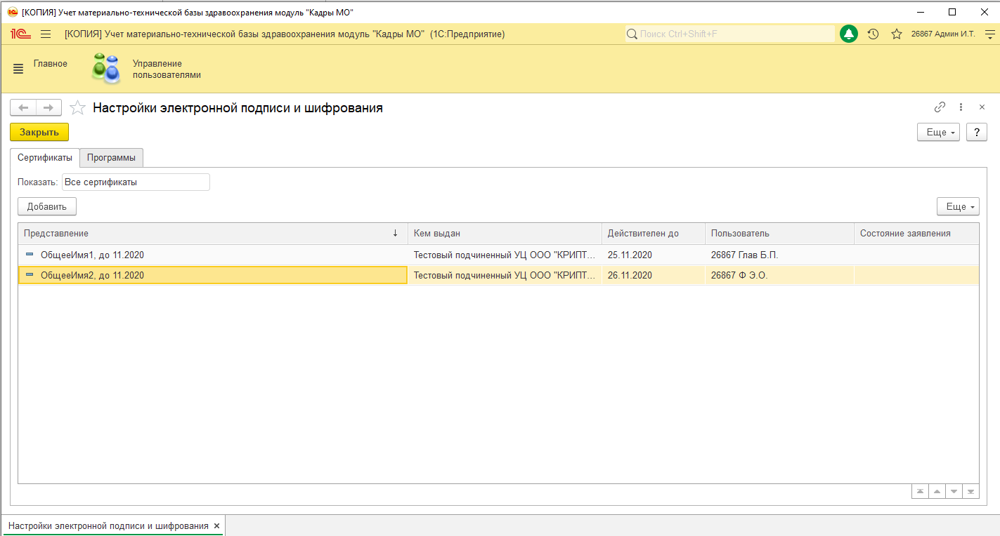 [КОПИЯ] Учет материально-технической базы здравоохранения модуль "Кадры МО"
1С [КОПИЯ] Учет материально-технической базы здравоохранения модуль "Кадры МО" (1С:Предприятие) Поиск Ctrl+Shift+F 26867 Админ И.Т.
Главное Управление
пользователями
Настройки электронной подписи и шифрования
Закрыть Еще ?
Сертификаты Программы
Показать: Все сертификаты
Добавить Еще
Представление ↓ Кем выдан Действителен до Пользователь Состояние заявления
ОбщееИмя1, до 11.2020 Тестовый подчиненный УЦ ООО "КРИПТ... 25.11.2020 26867 Глав Б.П.
ОбщееИмя2, до 11.2020 Тестовый подчиненный УЦ ООО "КРИПТ... 26.11.2020 26867 Ф Э.О.
Настройки электронной подписи и шифрования ×